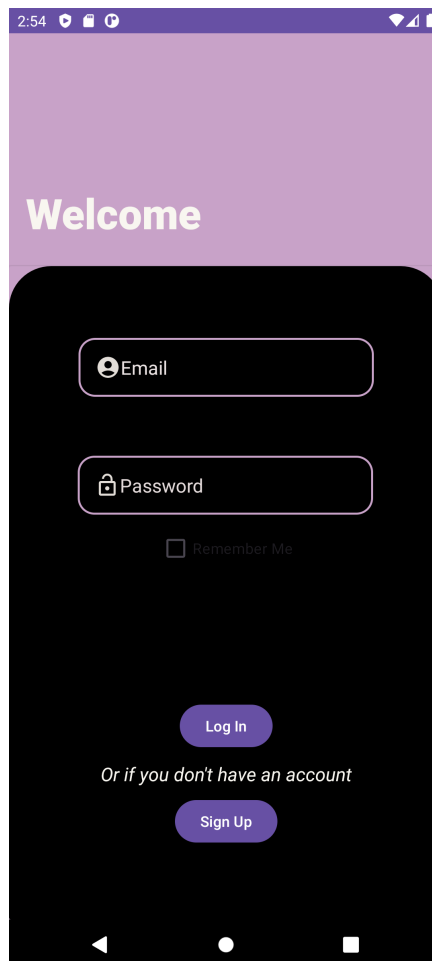 2:54
Welcome
Email
Password
Remember Me
Log In
Or if you don't have an account
Sign Up